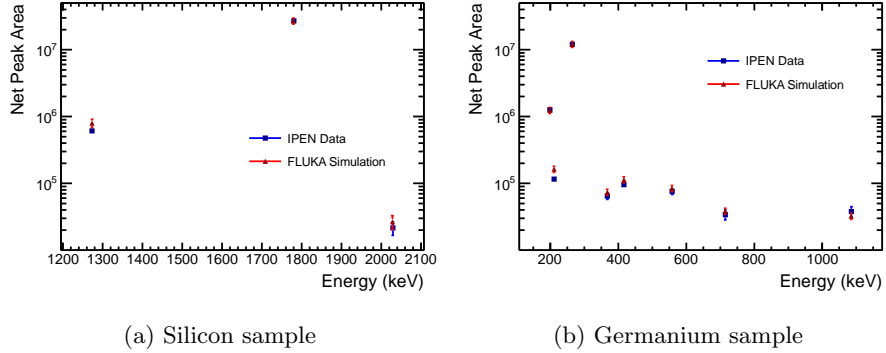 Net Peak Area
10^7
10^6
10^5
IPEN Data
FLUKA Simulation
1200 1300 1400 1500 1600 1700 1800 1900 2000 2100
Energy (keV)
(a) Silicon sample
Net Peak Area
10^7
10^6
10^5
IPEN Data
FLUKA Simulation
200 400 600 800 1000
Energy (keV)
(b) Germanium sample